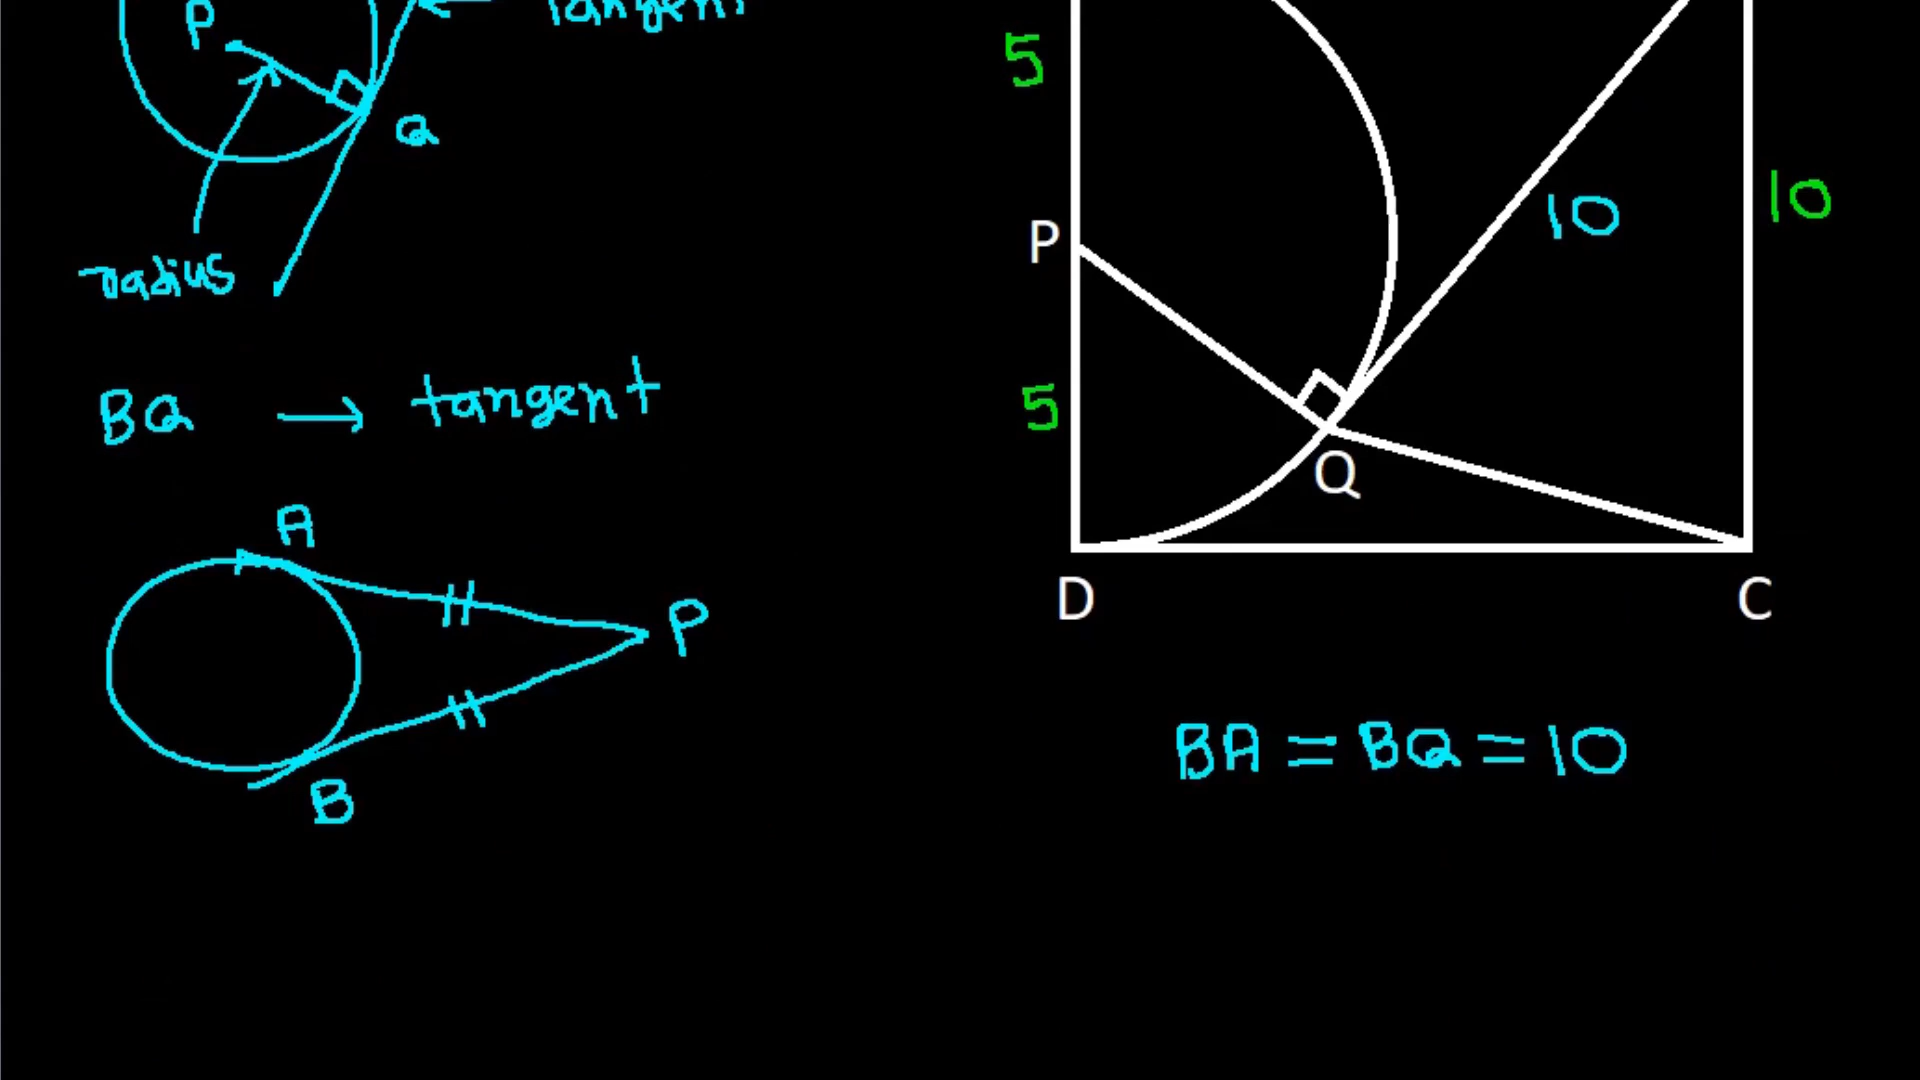 tangent
P
Q
radius
BQ → tangent
A
P
B
5
P
10
10
5
Q
D
C
BA = BQ = 10